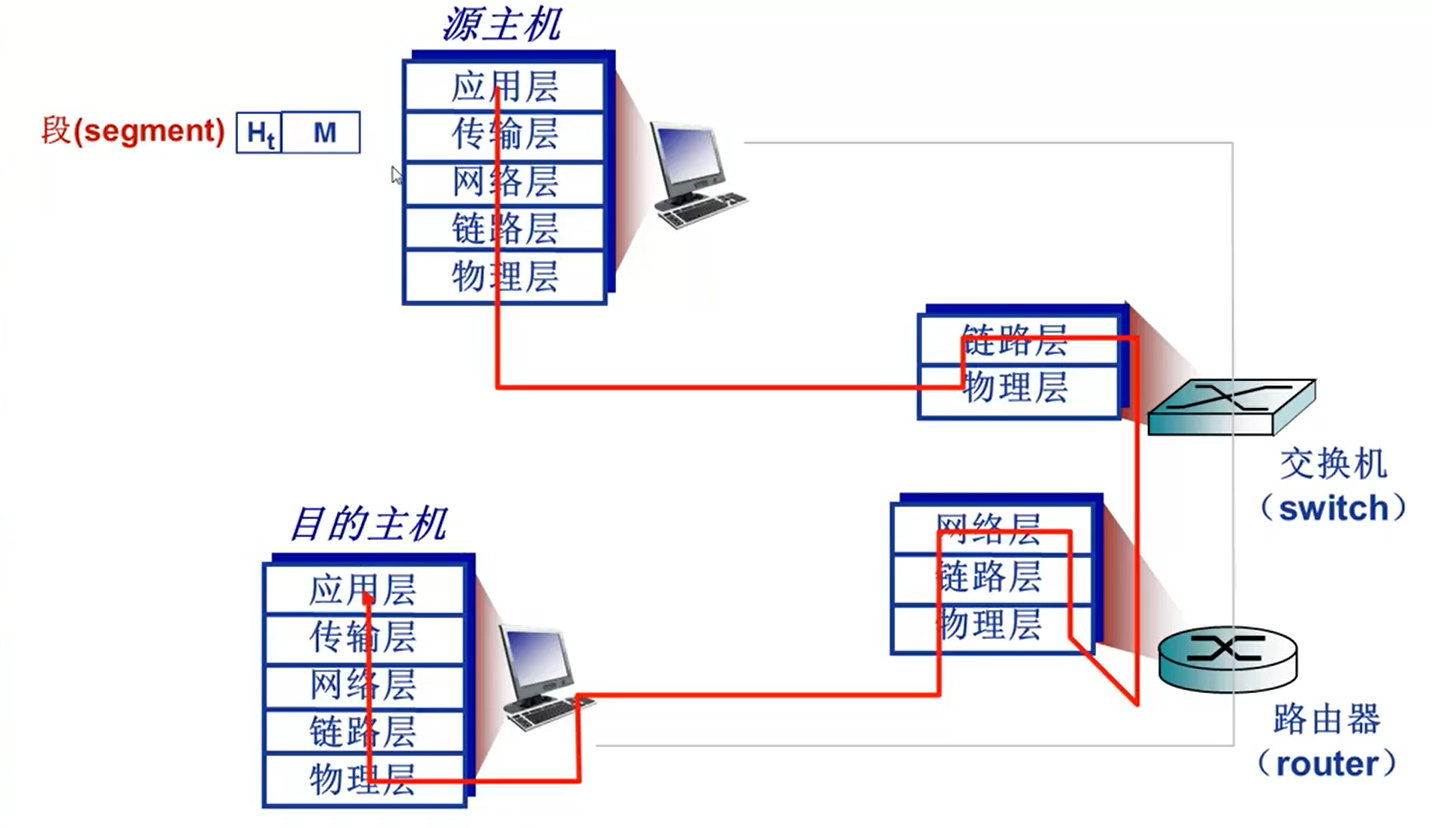 源主机
应用层
传输层
网络层
链路层
物理层
段(segment)
Ht M
链路层
物理层
交换机
（switch）
网络层
链路层
物理层
路由器
（router）
目的主机
应用层
传输层
网络层
链路层
物理层